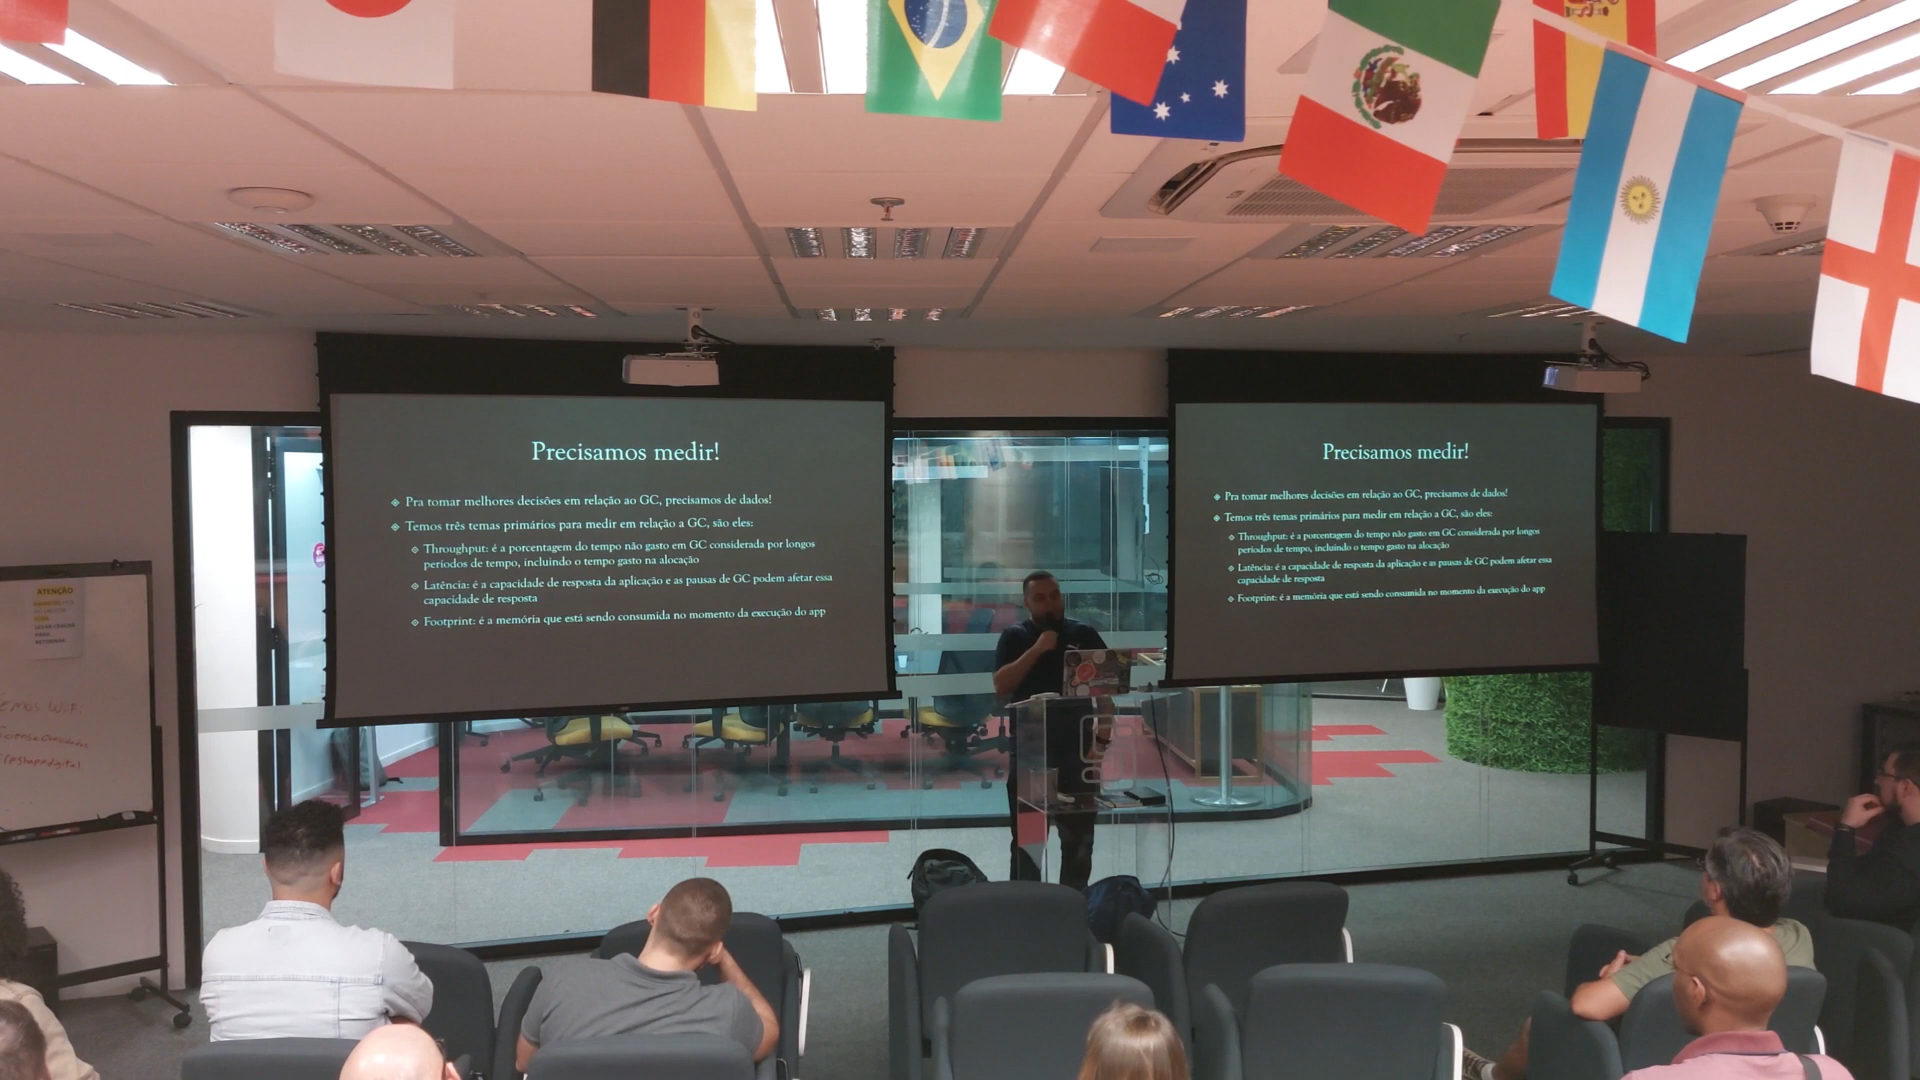 Precisamos medir!
Pra tomar melhores decisões em relação ao GC, precisamos de dados!
Temos três temas primários para medir em relação a GC, são eles:
Throughput: é a porcentagem do tempo não gasto em GC considerada por longos
períodos de tempo, incluindo o tempo gasto na alocação
Latência: é a capacidade de resposta da aplicação e as pausas de GC podem afetar essa
capacidade de resposta
Footprint: é a memória que está sendo consumida no momento da execução do app
Precisamos medir!
Pra tomar melhores decisões em relação ao GC, precisamos de dados!
Temos três temas primários para medir em relação a GC, são eles:
Throughput: é a porcentagem do tempo não gasto em GC considerada por longos
períodos de tempo, incluindo o tempo gasto na alocação
Latência: é a capacidade de resposta da aplicação e as pausas de GC podem afetar essa
capacidade de resposta
Footprint: é a memória que está sendo consumida no momento da execução do app
ATENÇÃO
PARA